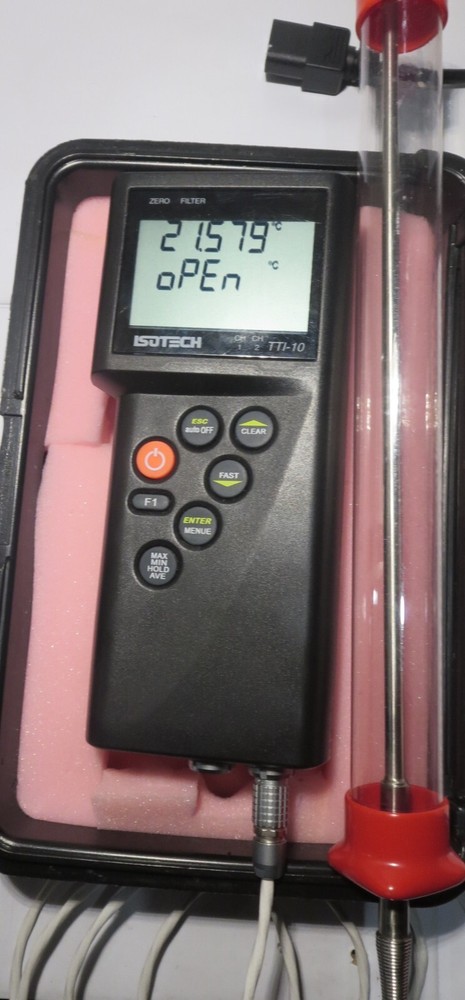 ZERO FILTER
21.579 °C
oPEn °C
ISOTECH
CH 1 CH 2
TTI-10
ESC
auto OFF
CLEAR
FAST
F1
ENTER
MENUE
MAX
MIN
HOLD
AVE